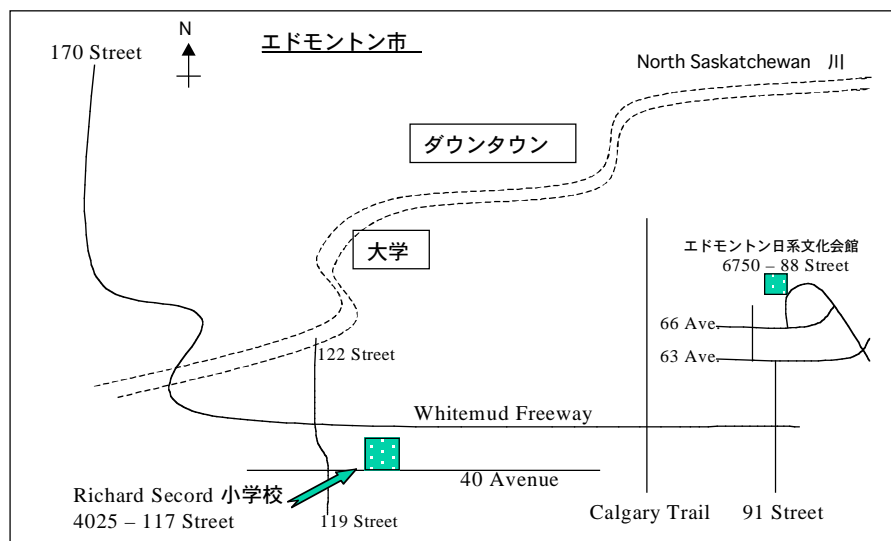 N
エドモントン市
170 Street
North Saskatchewan 川
ダウンタウン
大学
エドモントン日系文化会館
6750 – 88 Street
66 Ave.
63 Ave.
122 Street
Whitemud Freeway
40 Avenue
Richard Secord 小学校
4025 – 117 Street
119 Street
Calgary Trail
91 Street